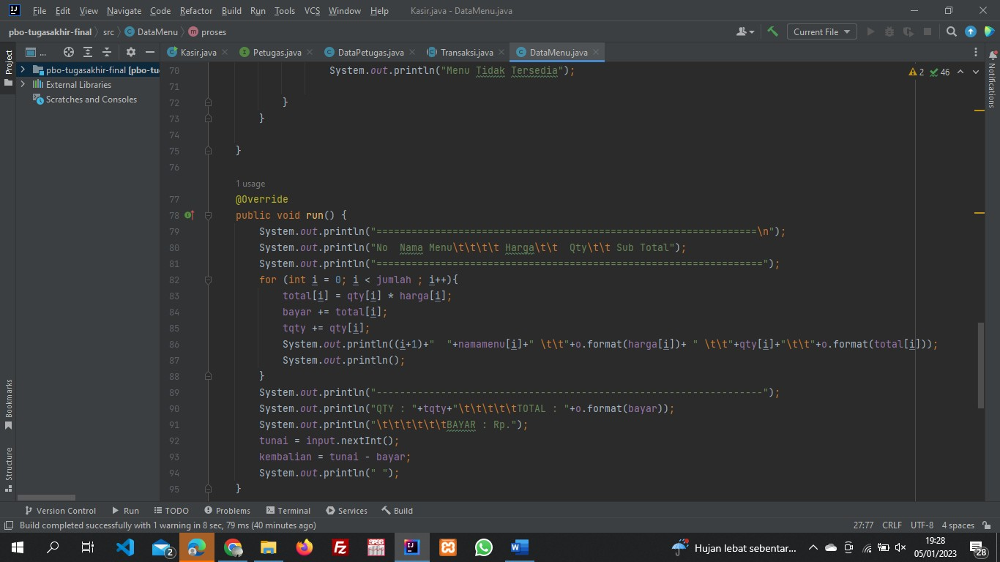 File Edit View Navigate Code Refactor Build Run Tools VCS Window Help Kasir.java - DataMenu.java
pbo-tugasakhir-final src DataMenu proses Current File
... Kasir.java Petugas.java DataPetugas.java Transaksi.java DataMenu.java
Project
Bookmarks
Structure
Notifications
pbo-tugasakhir-final [pbo-tu
External Libraries
Scratches and Consoles
2 46
70 System.out.println("Menu Tidak Tersedia");
71
72 }
73 }
74
75 }
76
1 usage
77 @Override
78 public void run() {
79 System.out.println("=================================================================\n");
80 System.out.println("No  Nama Menu\t\t\t\t Harga\t\t  Qty\t\t Sub Total");
81 System.out.println("==================================================================");
82 for (int i = 0; i < jumlah ; i++){
83 total[i] = qty[i] * harga[i];
84 bayar += total[i];
85 tqty += qty[i];
86 System.out.println((i+1)+"  "+namamenu[i]+" \t\t"+o.format(harga[i])+ " \t\t"+qty[i]+"\t\t"+o.format(total[i]));
87 System.out.println();
88 }
89 System.out.println("------------------------------------------------------------------");
90 System.out.println("QTY : "+tqty+"\t\t\t\t\tTOTAL : "+o.format(bayar));
91 System.out.println("\t\t\t\t\t\tBAYAR : Rp.");
92 tunai = input.nextInt();
93 kembalian = tunai - bayar;
94 System.out.println(" ");
95 }
Version Control Run TODO Problems Terminal Services Build
Build completed successfully with 1 warning in 8 sec, 79 ms (40 minutes ago) 27:77 CRLF UTF-8 4 spaces
2 SPSS Hujan lebat sebentar... 19:28
05/01/2023 28